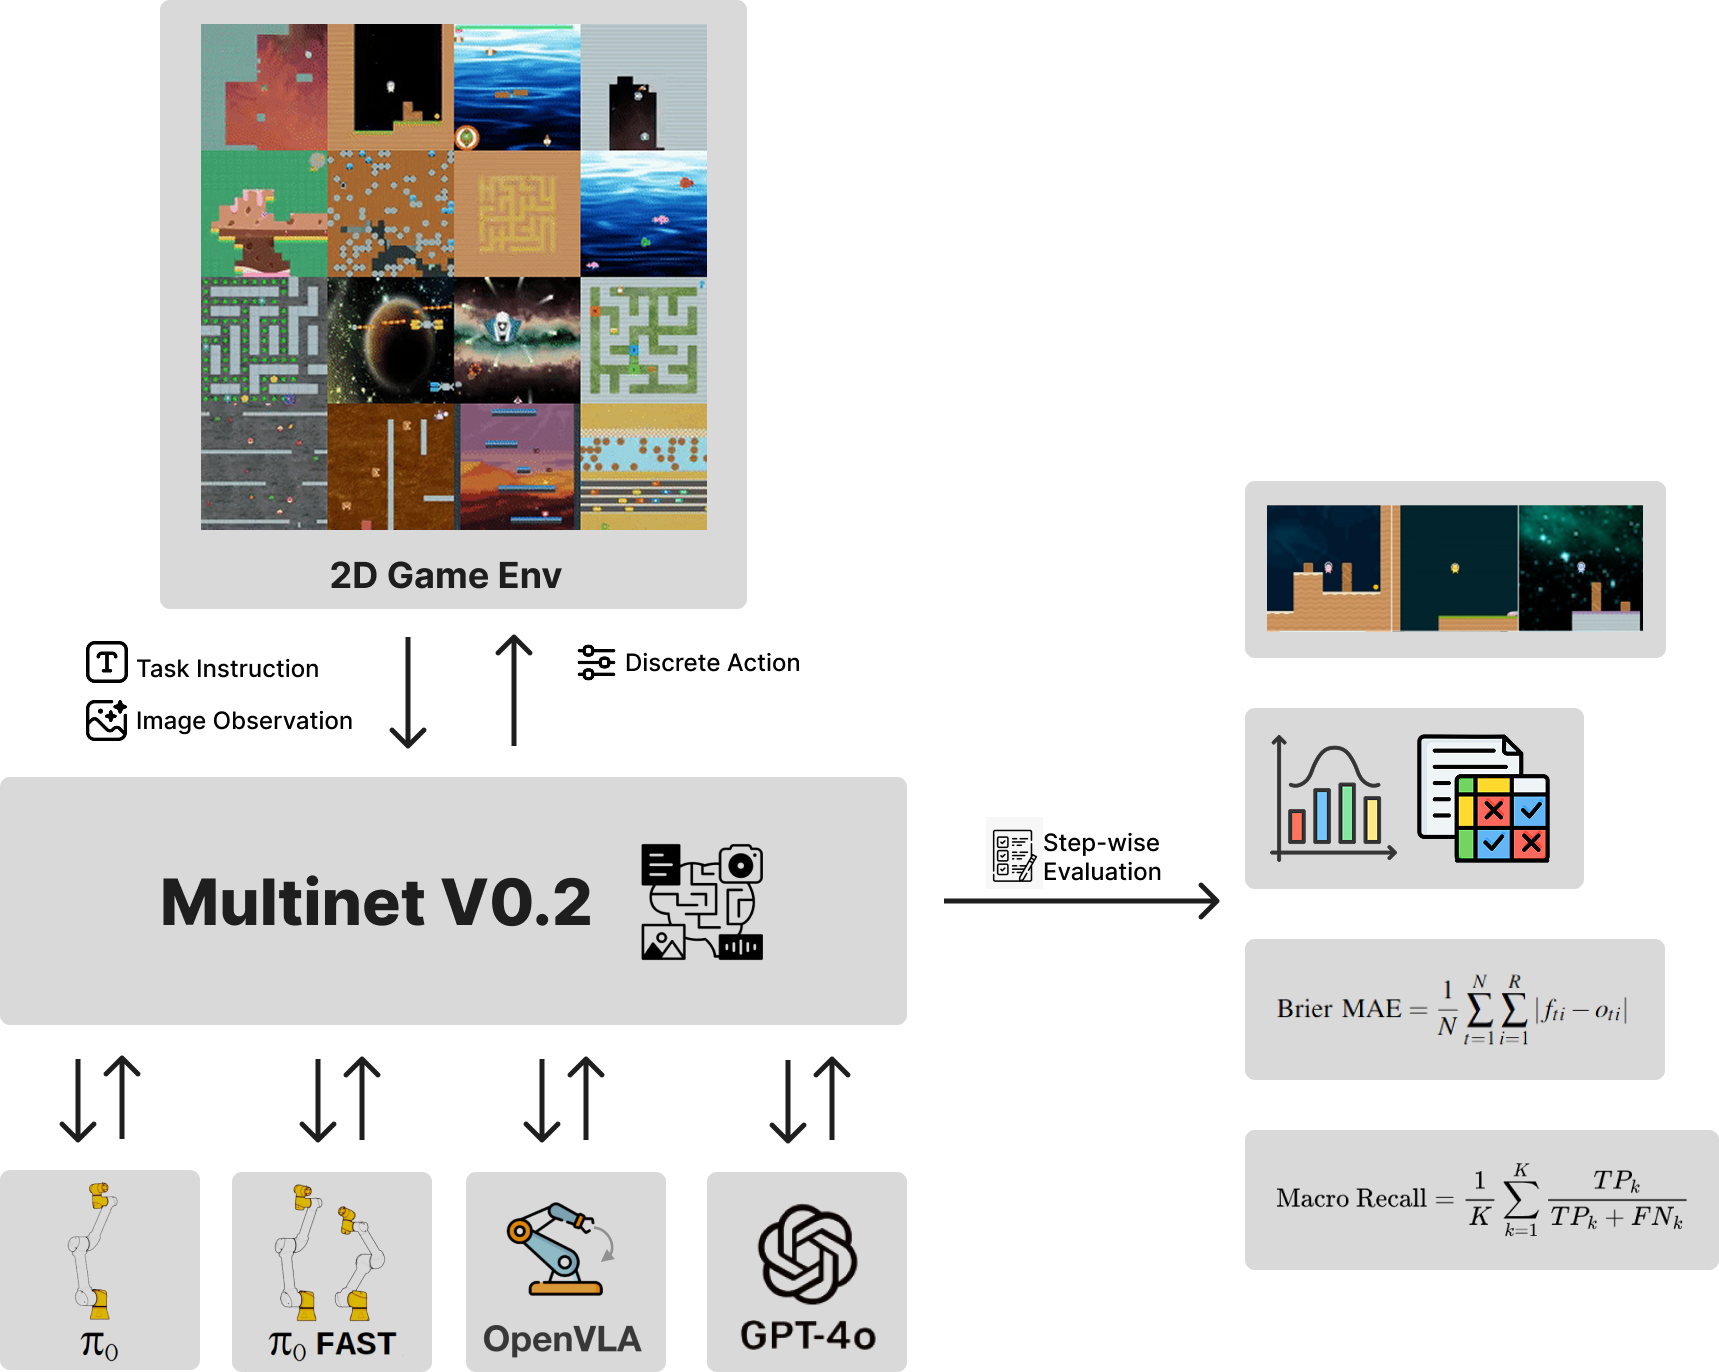 2D Game Env
Task Instruction
Image Observation
Discrete Action
Multinet V0.2
Step-wise
Evaluation
Brier MAE = \frac{1}{N} \sum_{t=1}^{N} \sum_{i=1}^{R} |f_{ti} - o_{ti}|
Macro Recall = \frac{1}{K} \sum_{k=1}^{K} \frac{TP_k}{TP_k + FN_k}
π₀
π₀ FAST
OpenVLA
GPT-4o